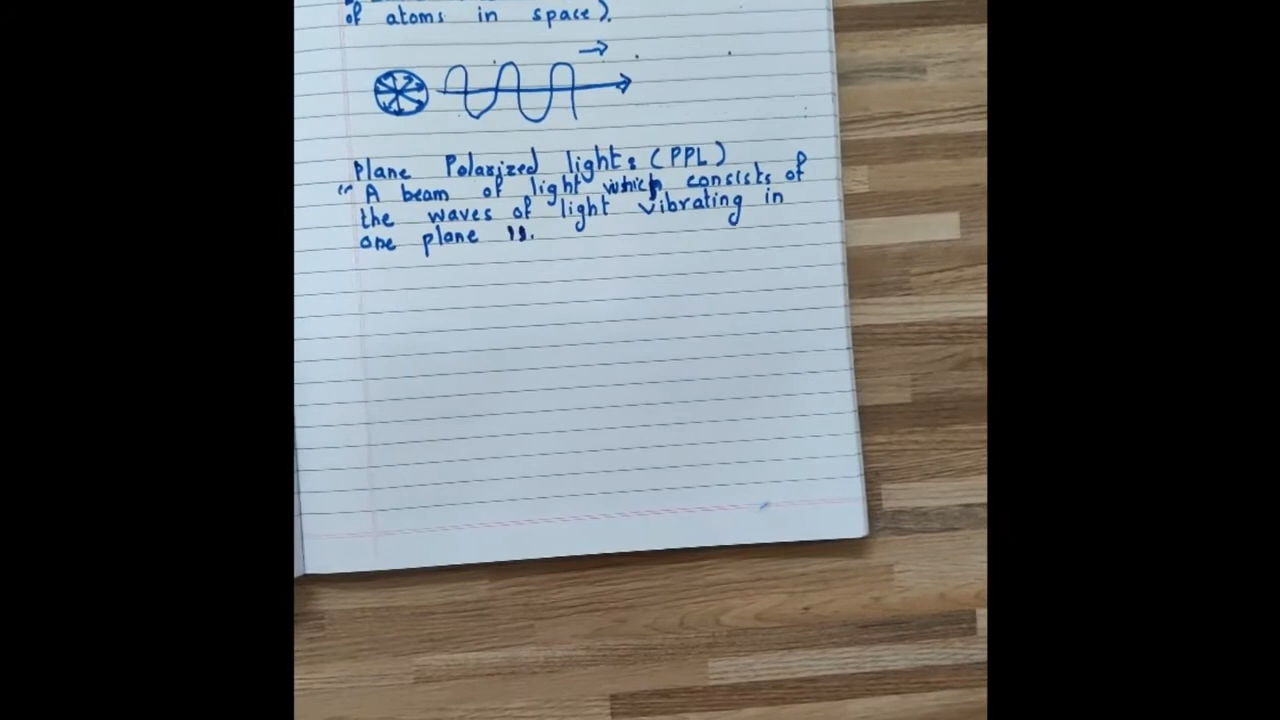 of atoms in space).
Plane Polarized light: (PPL)
" A beam of light which consists of
the waves of light vibrating in
one plane ".